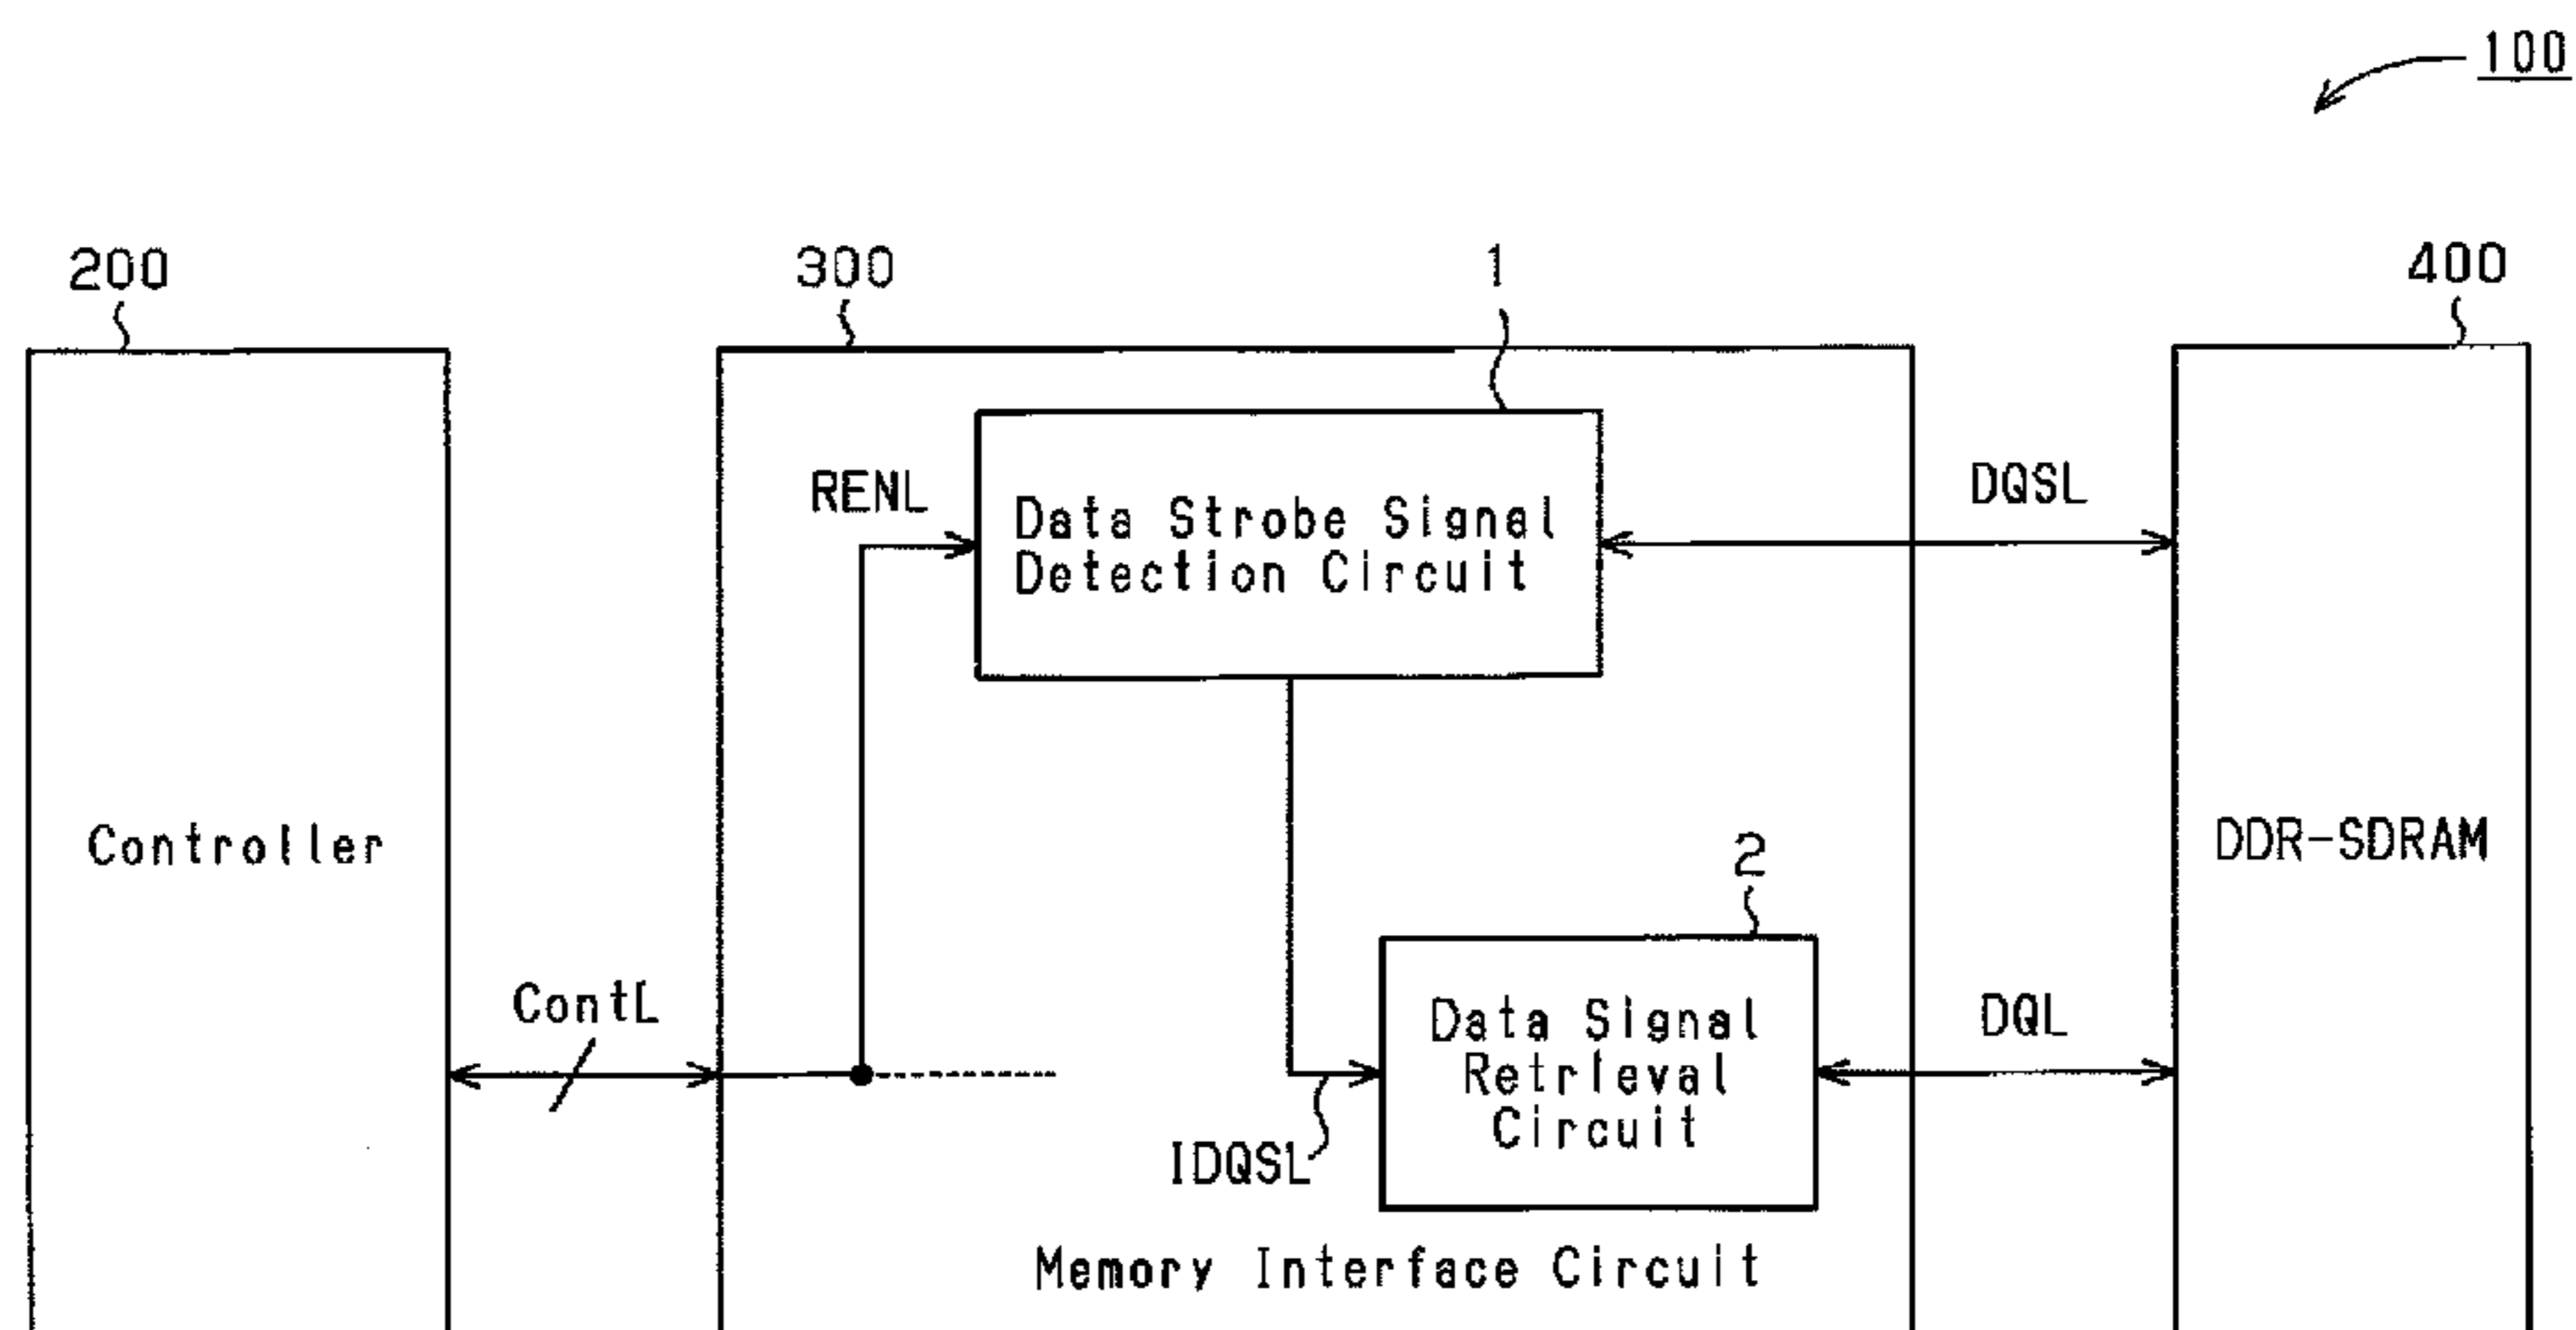 100
200
300
1
400
RENL
Data Strobe Signal
Detection Circuit
DQSL
Controller
DDR-SDRAM
2
ContL
Data Signal
Retrieval
Circuit
DQL
IDQSL
Memory Interface Circuit